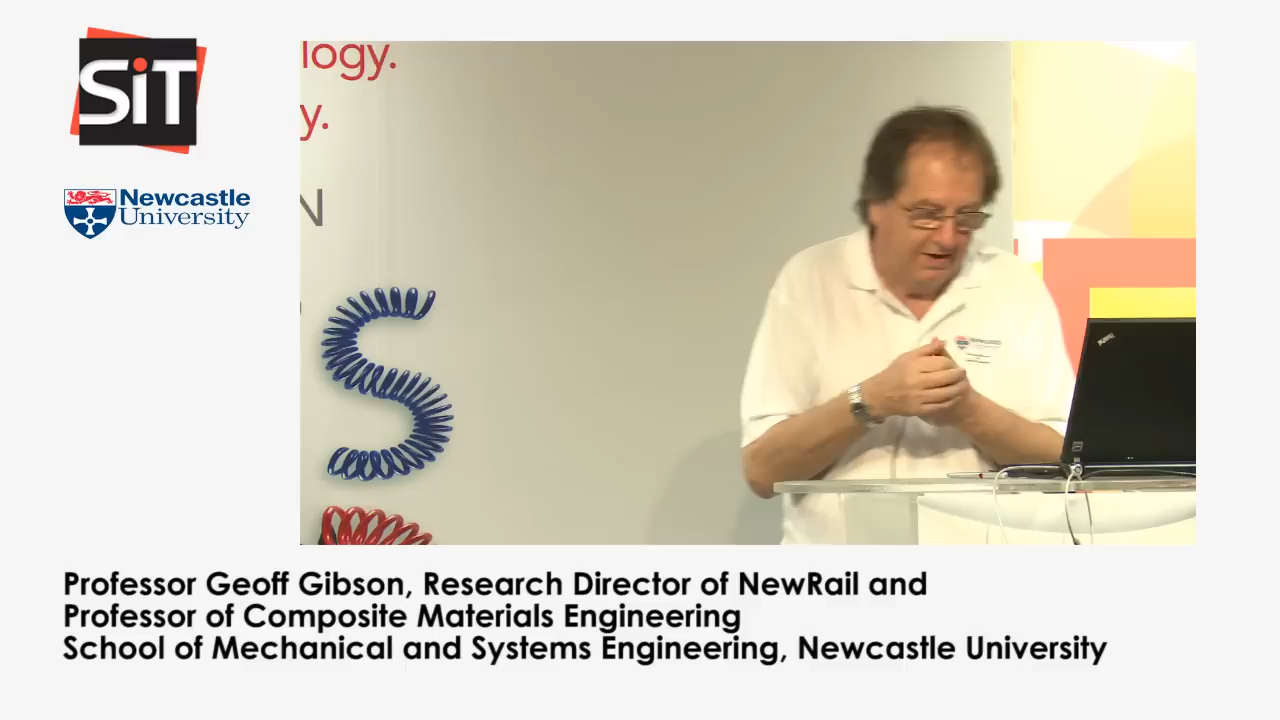 SiT
Newcastle
University
logy.
y.
N
S
Newcastle
Professor Geoff Gibson, Research Director of NewRail and
Professor of Composite Materials Engineering
School of Mechanical and Systems Engineering, Newcastle University